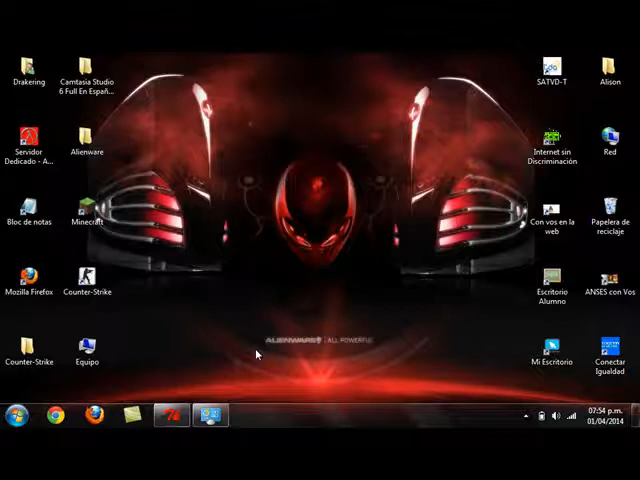 Drakering
Camtasia Studio
6 Full En Españ...
SATVD-T
Alison
Servidor
Dedicado - A...
Alienware
Internet sin
Discriminación
Red
Bloc de notas
Minecraft
Con vos en la
web
Papelera de
reciclaje
Mozilla Firefox
Counter-Strike
Escritorio
Alumno
ANSES con Vos
ALIENWARE | ALL POWERFUL
Counter-Strike
Equipo
Mi Escritorio
Conectar
Igualdad
07:54 p.m.
01/04/2014